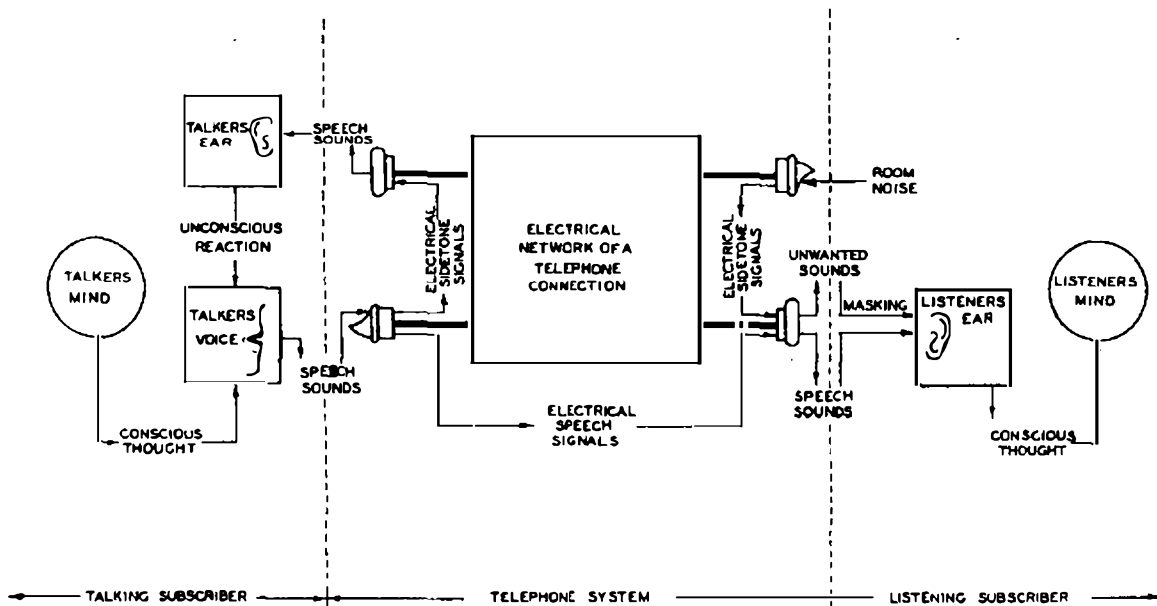 TALKERS
EAR
SPEECH
SOUNDS
UNCONSCIOUS
REACTION
TALKERS
MIND
TALKERS
VOICE
SPEECH
SOUNDS
CONSCIOUS
THOUGHT
ELECTRICAL
SIDETONE
SIGNALS
ELECTRICAL
NETWORK OF A
TELEPHONE
CONNECTION
ELECTRICAL
SPEECH
SIGNALS
ELECTRICAL
SIDETONE
SIGNALS
ROOM
NOISE
UNWANTED
SOUNDS
MASKING
SPEECH
SOUNDS
LISTENERS
EAR
LISTENERS
MIND
CONSCIOUS
THOUGHT
TALKING SUBSCRIBER
TELEPHONE SYSTEM
LISTENING SUBSCRIBER